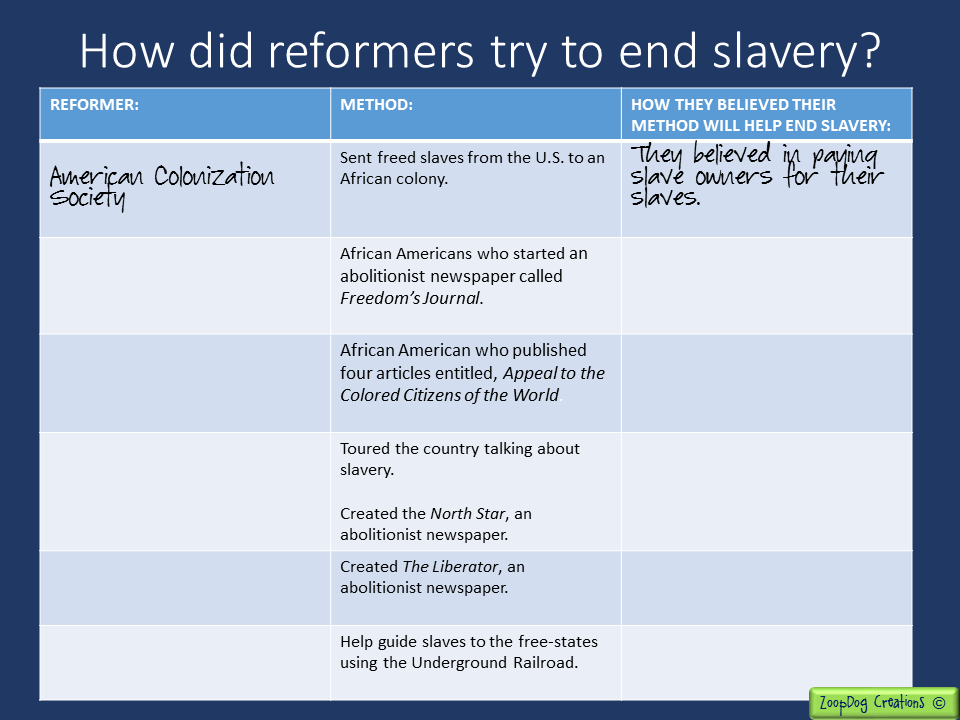 How did reformers try to end slavery?
REFORMER:
METHOD:
HOW THEY BELIEVED THEIR
METHOD WILL HELP END SLAVERY:
American Colonization
Society
Sent freed slaves from the U.S. to an
African colony.
They believed in paying
slave owners for their
slaves.
African Americans who started an
abolitionist newspaper called
Freedom’s Journal.
African American who published
four articles entitled, Appeal to the
Colored Citizens of the World.
Toured the country talking about
slavery.
Created the North Star, an
abolitionist newspaper.
Created The Liberator, an
abolitionist newspaper.
Help guide slaves to the free-states
using the Underground Railroad.
ZoopDog Creations ©